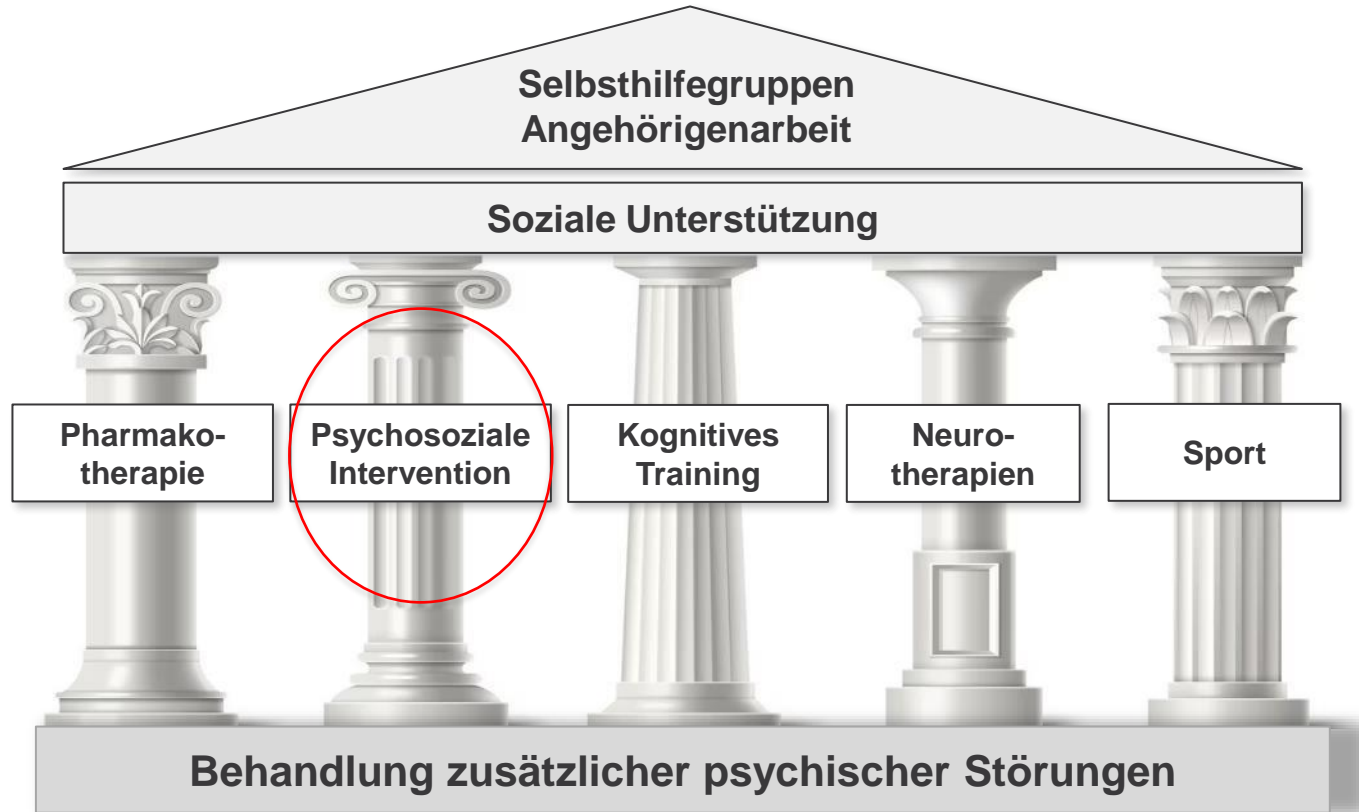 Selbsthilfegruppen
Angehörigenarbeit
Soziale Unterstützung
Pharmako-
therapie
Psychosoziale
Intervention
Kognitives
Training
Neuro-
therapien
Sport
Behandlung zusätzlicher psychischer Störungen